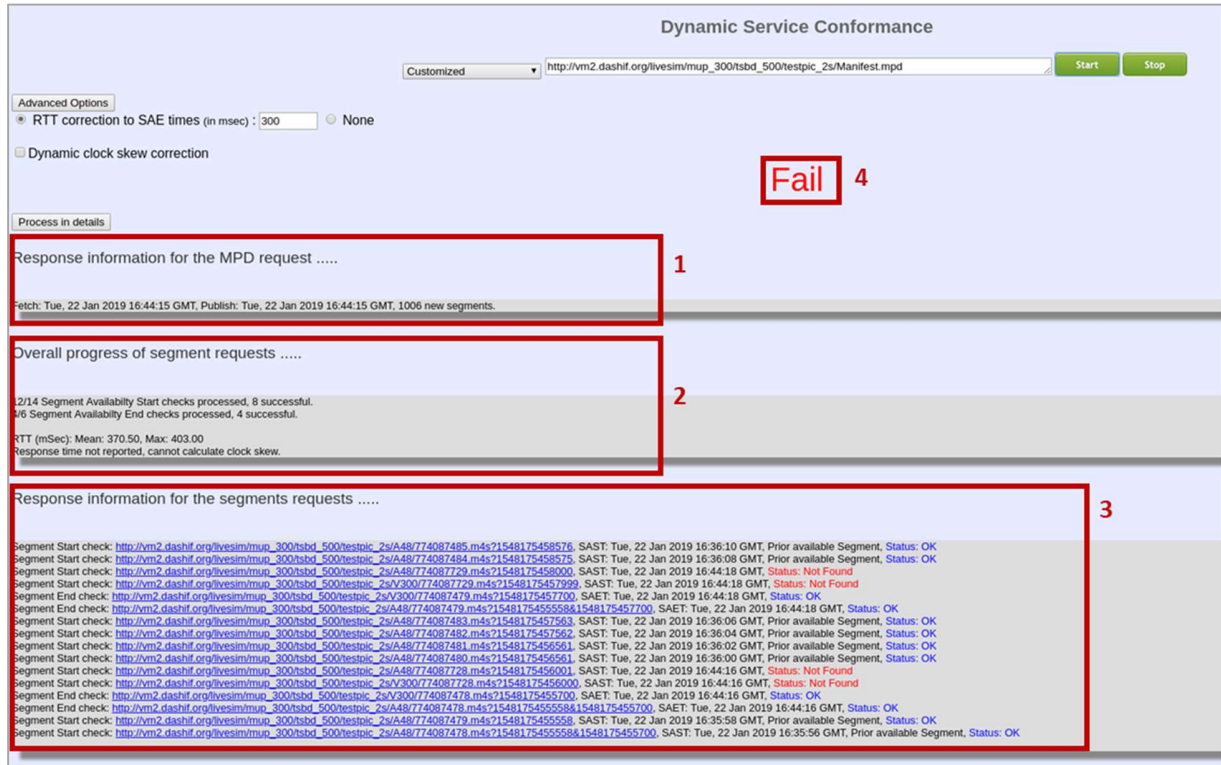 Dynamic Service Conformance
Customized
http://vm2.dashif.org/livesim/mup_300/tsbd_500/testpic_2s/Manifest.mpd
Start
Stop
Advanced Options
RTT correction to SAE times (in msec) : 300 None
Dynamic clock skew correction
Fail 4
Process in details
Response information for the MPD request ..... 1
Fetch: Tue, 22 Jan 2019 16:44:15 GMT, Publish: Tue, 22 Jan 2019 16:44:15 GMT, 1006 new segments.
Overall progress of segment requests .....
2
12/14 Segment Availabilty Start checks processed, 8 successful.
4/6 Segment Availabilty End checks processed, 4 successful.
RTT (mSec): Mean: 370.50, Max: 403.00
Response time not reported, cannot calculate clock skew.
Response information for the segments requests ..... 3
Segment Start check: http://vm2.dashif.org/livesim/mup_300/tsbd_500/testpic_2s/A48/774087485.m4s?1548175458576, SAST: Tue, 22 Jan 2019 16:36:10 GMT, Prior available Segment, Status: OK
Segment Start check: http://vm2.dashif.org/livesim/mup_300/tsbd_500/testpic_2s/A48/774087484.m4s?1548175458575, SAST: Tue, 22 Jan 2019 16:36:08 GMT, Prior available Segment, Status: OK
Segment Start check: http://vm2.dashif.org/livesim/mup_300/tsbd_500/testpic_2s/A48/774087729.m4s?1548175458000, SAST: Tue, 22 Jan 2019 16:44:18 GMT, Status: Not Found
Segment Start check: http://vm2.dashif.org/livesim/mup_300/tsbd_500/testpic_2s/V300/774087729.m4s?1548175457999, SAST: Tue, 22 Jan 2019 16:44:18 GMT, Status: Not Found
Segment End check: http://vm2.dashif.org/livesim/mup_300/tsbd_500/testpic_2s/V300/774087479.m4s?1548175457700, SAET: Tue, 22 Jan 2019 16:44:18 GMT, Status: OK
Segment End check: http://vm2.dashif.org/livesim/mup_300/tsbd_500/testpic_2s/A48/774087479.m4s?1548175455558&1548175457700, SAET: Tue, 22 Jan 2019 16:44:18 GMT, Status: OK
Segment Start check: http://vm2.dashif.org/livesim/mup_300/tsbd_500/testpic_2s/A48/774087483.m4s?1548175457563, SAST: Tue, 22 Jan 2019 16:36:06 GMT, Prior available Segment, Status: OK
Segment Start check: http://vm2.dashif.org/livesim/mup_300/tsbd_500/testpic_2s/A48/774087482.m4s?1548175457562, SAST: Tue, 22 Jan 2019 16:36:04 GMT, Prior available Segment, Status: OK
Segment Start check: http://vm2.dashif.org/livesim/mup_300/tsbd_500/testpic_2s/A48/774087481.m4s?1548175456561, SAST: Tue, 22 Jan 2019 16:36:02 GMT, Prior available Segment, Status: OK
Segment Start check: http://vm2.dashif.org/livesim/mup_300/tsbd_500/testpic_2s/A48/774087480.m4s?1548175456561, SAST: Tue, 22 Jan 2019 16:36:00 GMT, Prior available Segment, Status: OK
Segment Start check: http://vm2.dashif.org/livesim/mup_300/tsbd_500/testpic_2s/A48/774087728.m4s?1548175456001, SAST: Tue, 22 Jan 2019 16:44:16 GMT, Status: Not Found
Segment Start check: http://vm2.dashif.org/livesim/mup_300/tsbd_500/testpic_2s/V300/774087728.m4s?1548175456000, SAST: Tue, 22 Jan 2019 16:44:16 GMT, Status: Not Found
Segment End check: http://vm2.dashif.org/livesim/mup_300/tsbd_500/testpic_2s/V300/774087478.m4s?1548175455700, SAET: Tue, 22 Jan 2019 16:44:16 GMT, Status: OK
Segment End check: http://vm2.dashif.org/livesim/mup_300/tsbd_500/testpic_2s/A48/774087478.m4s?1548175455558&1548175455700, SAET: Tue, 22 Jan 2019 16:44:16 GMT, Status: OK
Segment Start check: http://vm2.dashif.org/livesim/mup_300/tsbd_500/testpic_2s/A48/774087479.m4s?1548175455558, SAST: Tue, 22 Jan 2019 16:35:58 GMT, Prior available Segment, Status: OK
Segment Start check: http://vm2.dashif.org/livesim/mup_300/tsbd_500/testpic_2s/A48/774087478.m4s?1548175455558&1548175455700, SAST: Tue, 22 Jan 2019 16:35:56 GMT, Prior available Segment, Status: OK